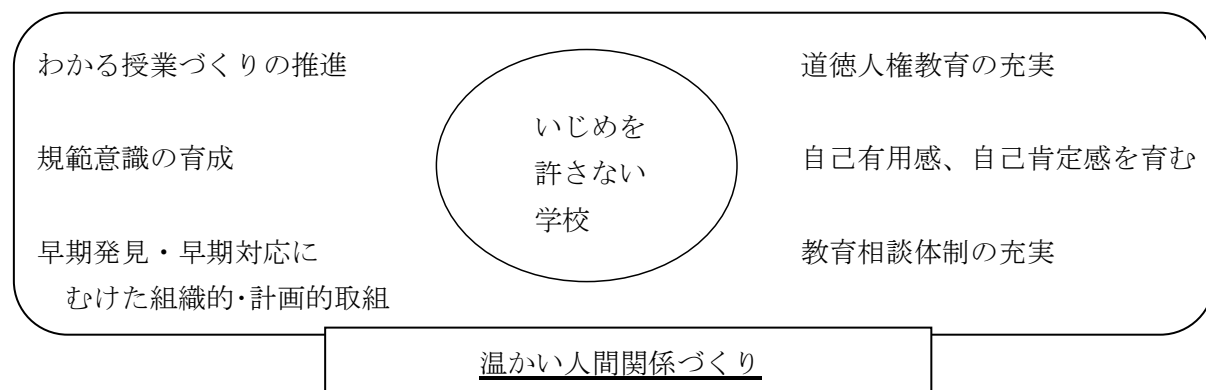 わかる授業づくりの推進
規範意識の育成
早期発見・早期対応に
むけた組織的･計画的取組
いじめを
許さない
学校
道徳人権教育の充実
自己有用感、自己肯定感を育む
教育相談体制の充実
温かい人間関係づくり